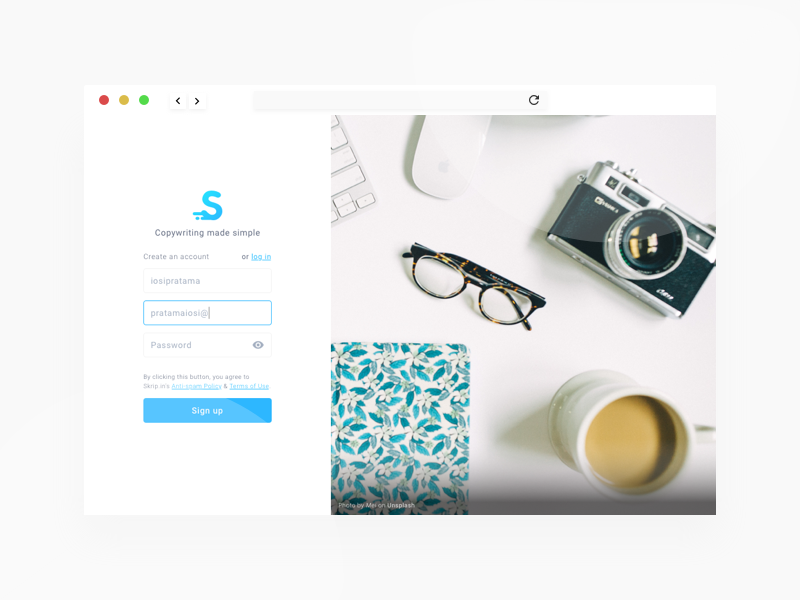 S
Copywriting made simple
Create an account or log in
iosipratama
pratamaiosi@
Password
By clicking this button, you agree to
Skrip.in's Anti-spam Policy & Terms of Use.
Sign up
Photo by Mel on Unsplash